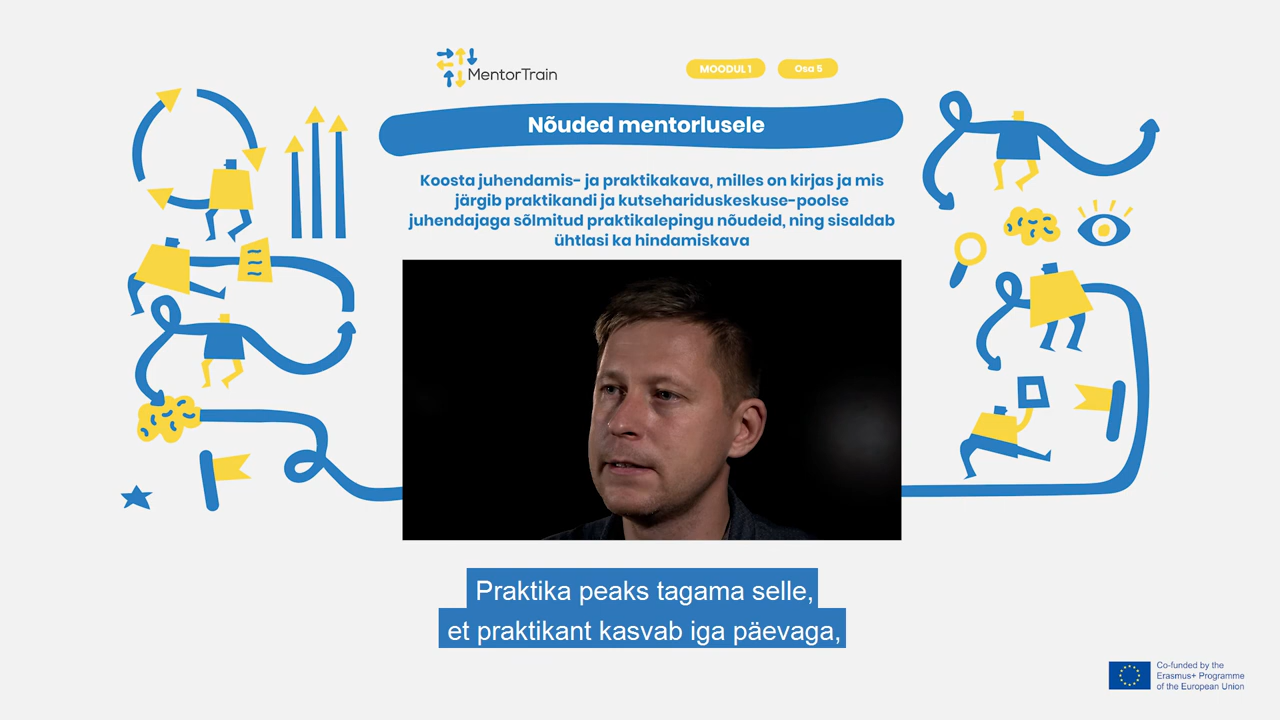 MentorTrain
MOODUL 1
Osa 5
Nõuded mentorlusele
Koosta juhendamis- ja praktikakava, milles on kirjas ja mis
järgib praktikandi ja kutsehariduskeskuse-poolse
juhendajaga sõlmitud praktikalepingu nõudeid, ning sisaldab
ühtlasi ka hindamiskava
Praktika peaks tagama selle,
et praktikant kasvab iga päevaga,
Co-funded by the
Erasmus+ Programme
of the European Union